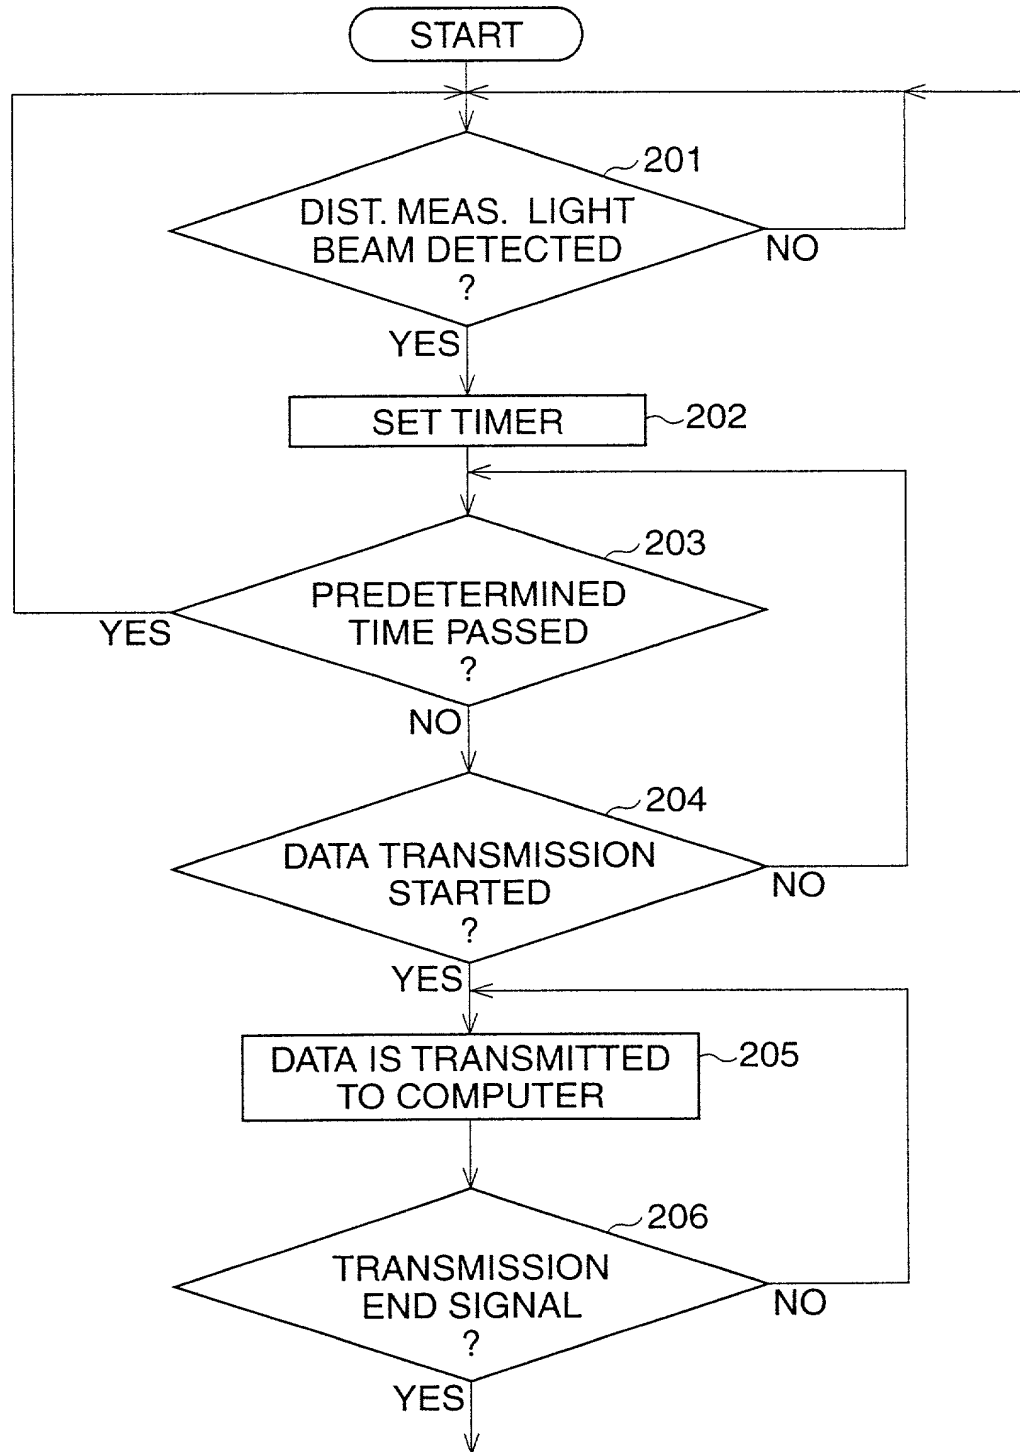 START
201
DIST. MEAS. LIGHT
BEAM DETECTED
?
NO
YES
SET TIMER
202
203
PREDETERMINED
TIME PASSED
?
YES
NO
204
DATA TRANSMISSION
STARTED
?
NO
YES
DATA IS TRANSMITTED
TO COMPUTER
205
206
TRANSMISSION
END SIGNAL
?
NO
YES